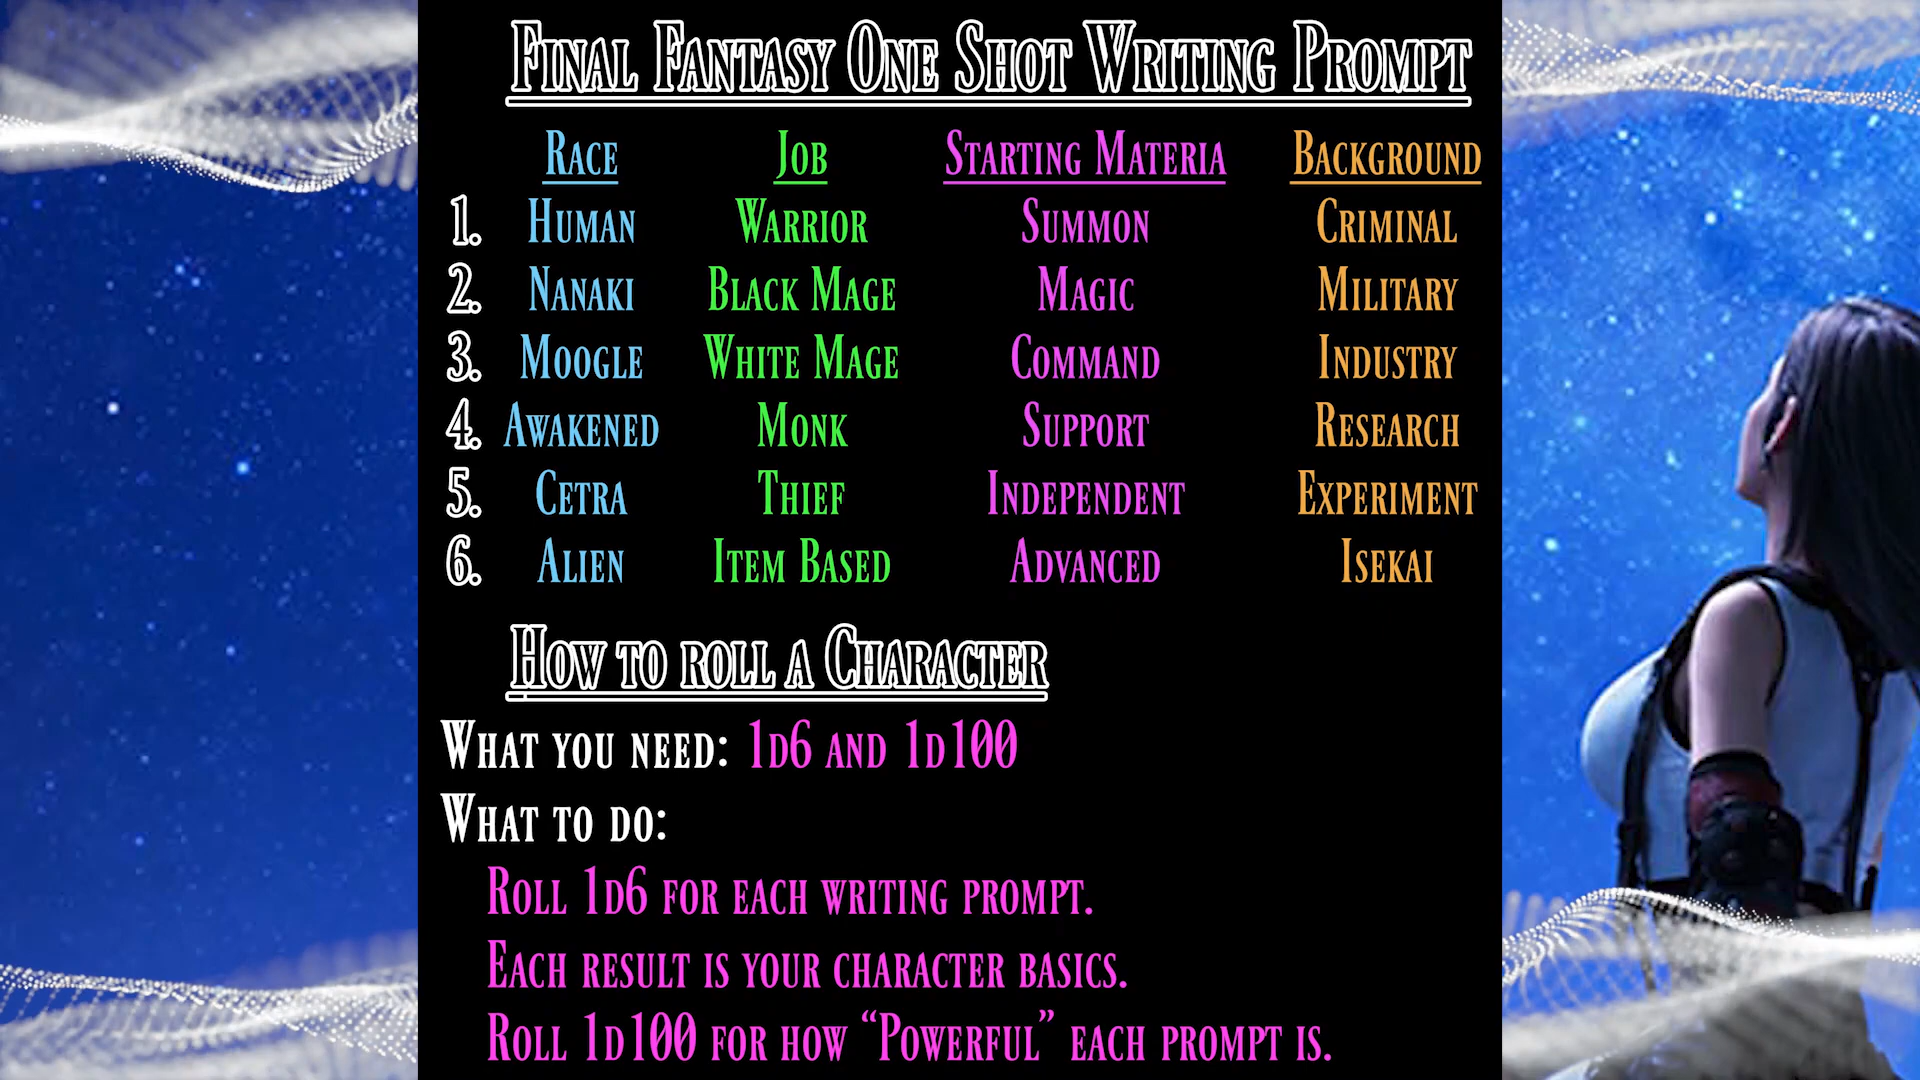 Final Fantasy One Shot Writing Prompt
Race Job Starting Materia Background
1. Human Warrior Summon Criminal
2. Nanaki Black Mage Magic Military
3. Moogle White Mage Command Industry
4. Awakened Monk Support Research
5. Cetra Thief Independent Experiment
6. Alien Item Based Advanced Isekai
How to roll a Character
What you need: 1d6 and 1d100
What to do:
Roll 1d6 for each writing prompt.
Each result is your character basics.
Roll 1d100 for how “Powerful” each prompt is.